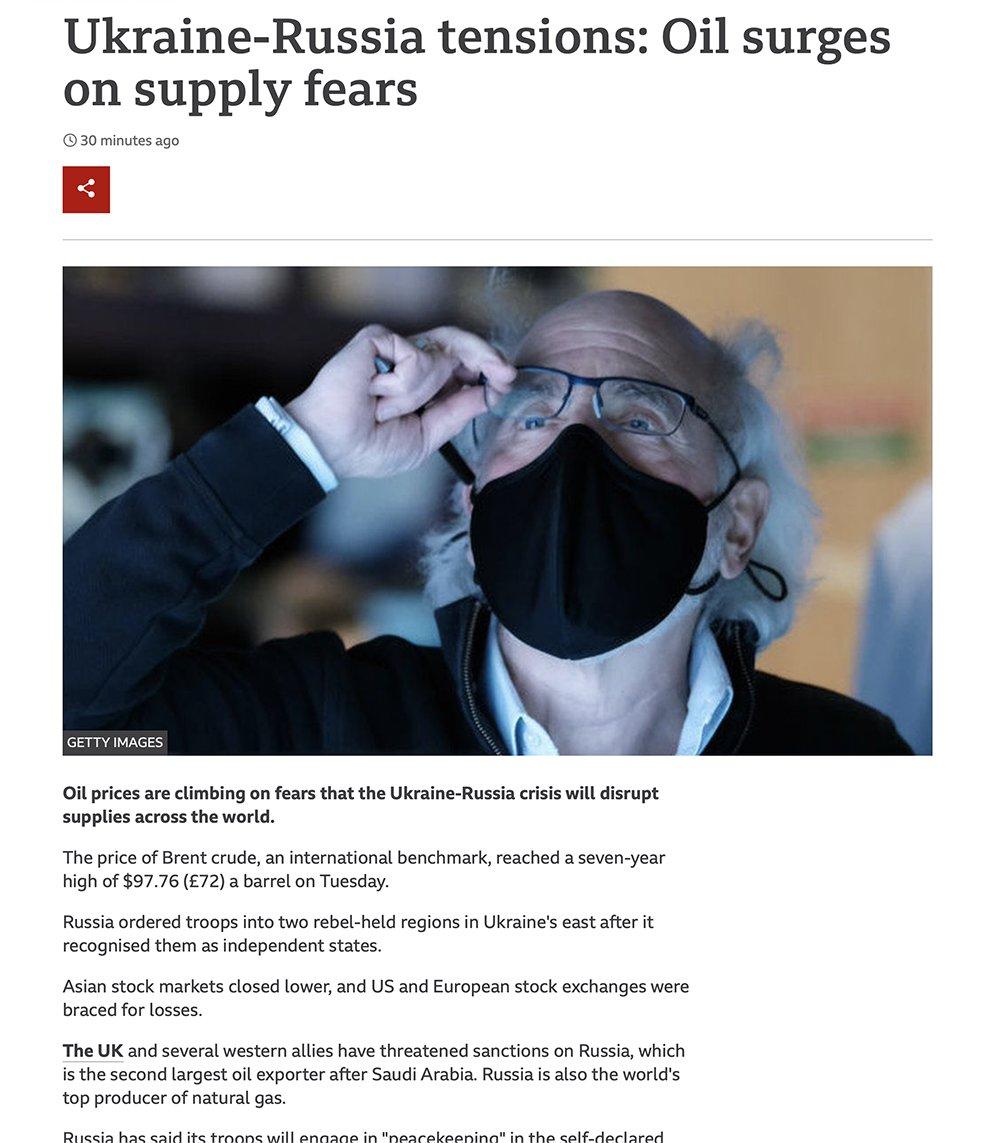 Ukraine-Russia tensions: Oil surges
on supply fears
30 minutes ago
GETTY IMAGES
Oil prices are climbing on fears that the Ukraine-Russia crisis will disrupt
supplies across the world.
The price of Brent crude, an international benchmark, reached a seven-year
high of $97.76 (£72) a barrel on Tuesday.
Russia ordered troops into two rebel-held regions in Ukraine's east after it
recognised them as independent states.
Asian stock markets closed lower, and US and European stock exchanges were
braced for losses.
The UK and several western allies have threatened sanctions on Russia, which
is the second largest oil exporter after Saudi Arabia. Russia is also the world's
top producer of natural gas.
Russia has said its troops will engage in "peacekeeping" in the self-declared